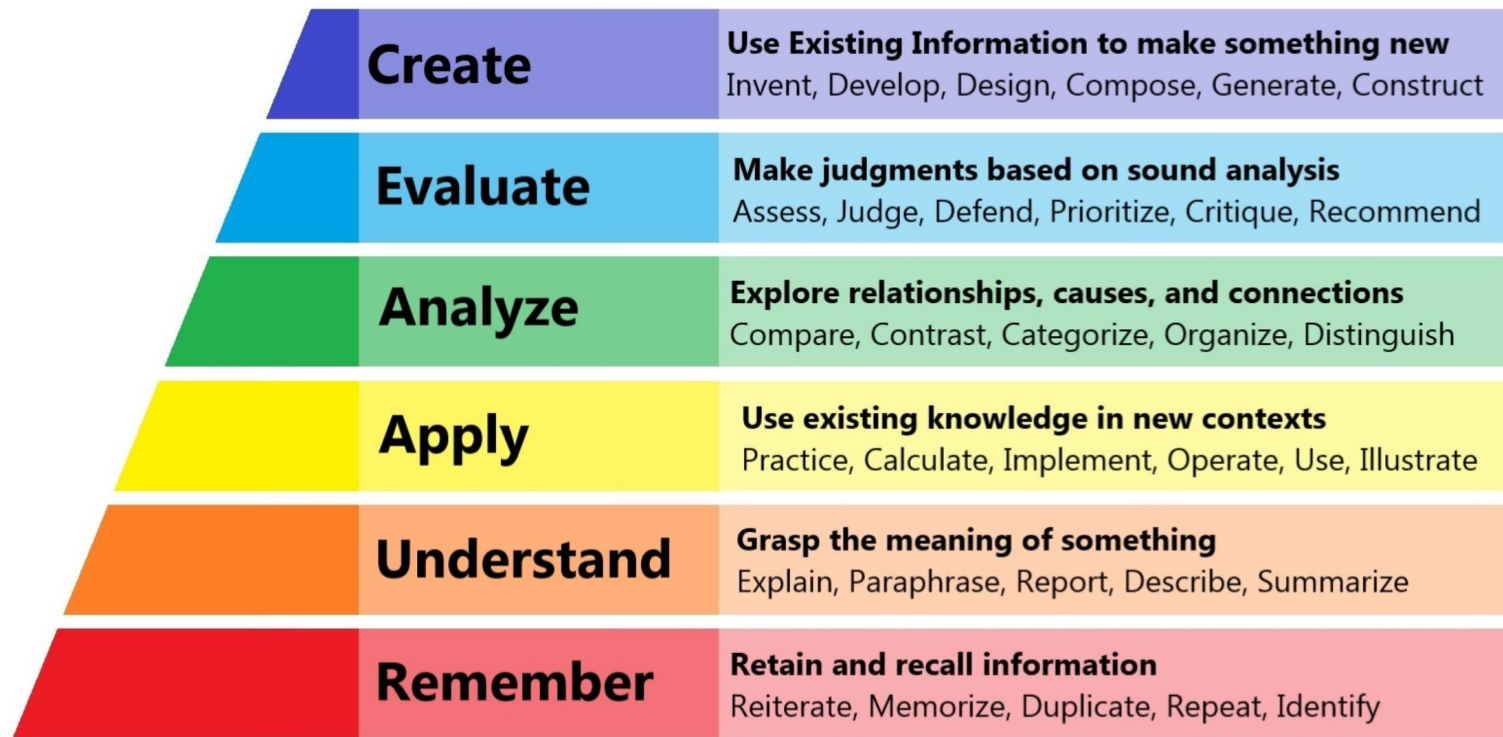 Create
Use Existing Information to make something new
Invent, Develop, Design, Compose, Generate, Construct
Evaluate
Make judgments based on sound analysis
Assess, Judge, Defend, Prioritize, Critique, Recommend
Analyze
Explore relationships, causes, and connections
Compare, Contrast, Categorize, Organize, Distinguish
Apply
Use existing knowledge in new contexts
Practice, Calculate, Implement, Operate, Use, Illustrate
Understand
Grasp the meaning of something
Explain, Paraphrase, Report, Describe, Summarize
Remember
Retain and recall information
Reiterate, Memorize, Duplicate, Repeat, Identify